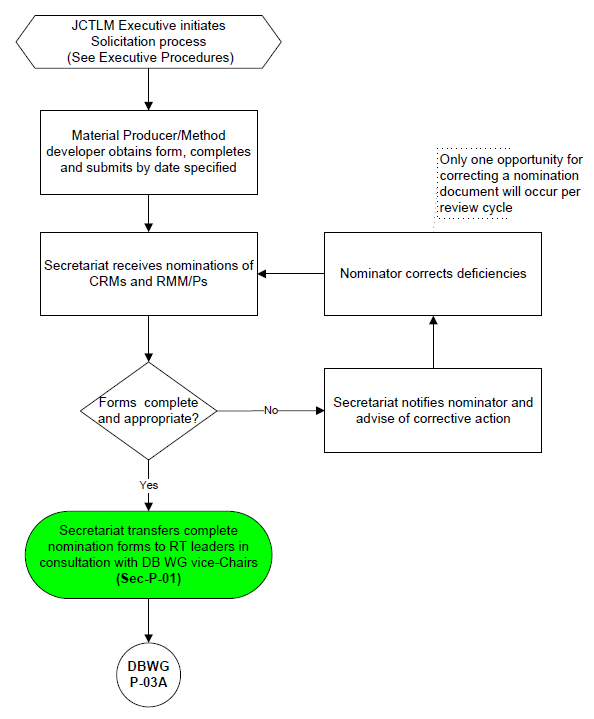 JCTLM Executive initiates
Solicitation process
(See Executive Procedures)
Material Producer/Method
developer obtains form, completes
and submits by date specified
Only one opportunity for
correcting a nomination
document will occur per
review cycle
Secretariat receives nominations of
CRMs and RMM/Ps
Nominator corrects deficiencies
Forms complete
and appropriate?
No
Secretariat notifies nominator and
advise of corrective action
Yes
Secretariat transfers complete
nomination forms to RT leaders in
consultation with DB WG vice-Chairs
(Sec-P-01)
DBWG
P-03A